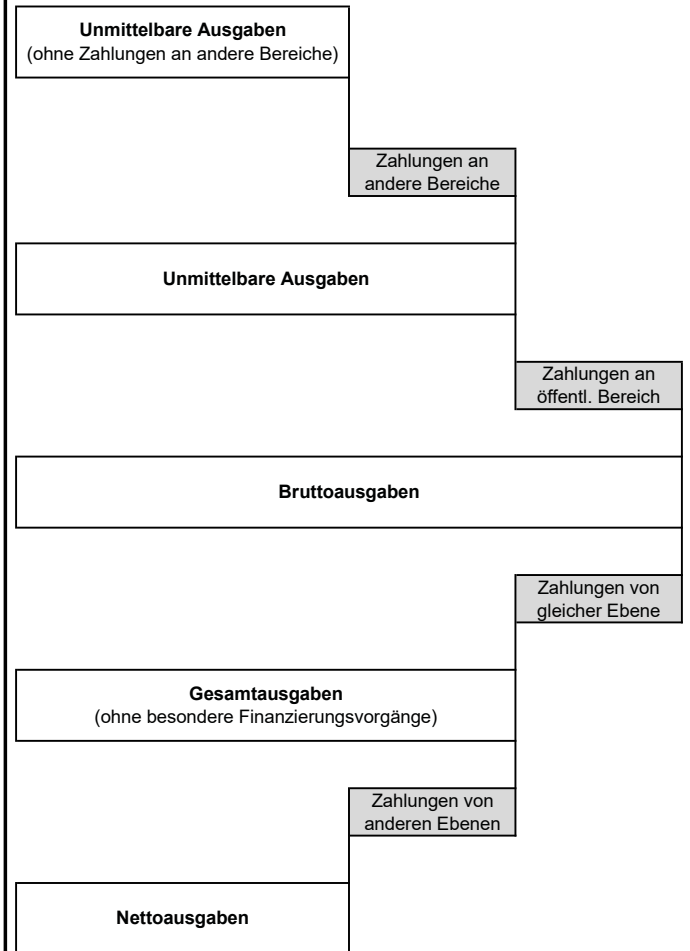 Unmittelbare Ausgaben
(ohne Zahlungen an andere Bereiche)
Zahlungen an
andere Bereiche
Unmittelbare Ausgaben
Zahlungen an
öffentl. Bereich
Bruttoausgaben
Zahlungen von
gleicher Ebene
Gesamtausgaben
(ohne besondere Finanzierungsvorgänge)
Zahlungen von
anderen Ebenen
Nettoausgaben